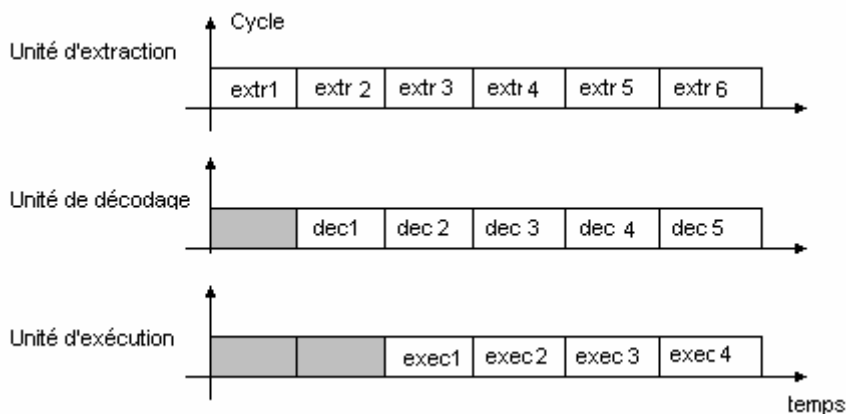 Cycle
Unité d'extraction
extr1 extr 2 extr 3 extr 4 extr 5 extr 6
Unité de décodage
dec1 dec 2 dec 3 dec 4 dec 5
Unité d'exécution
exec1 exec 2 exec 3 exec 4
temps